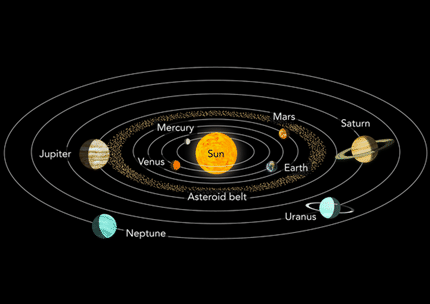 Mars
Saturn
Mercury
Jupiter
Sun
Venus
Earth
Asteroid belt
Uranus
Neptune